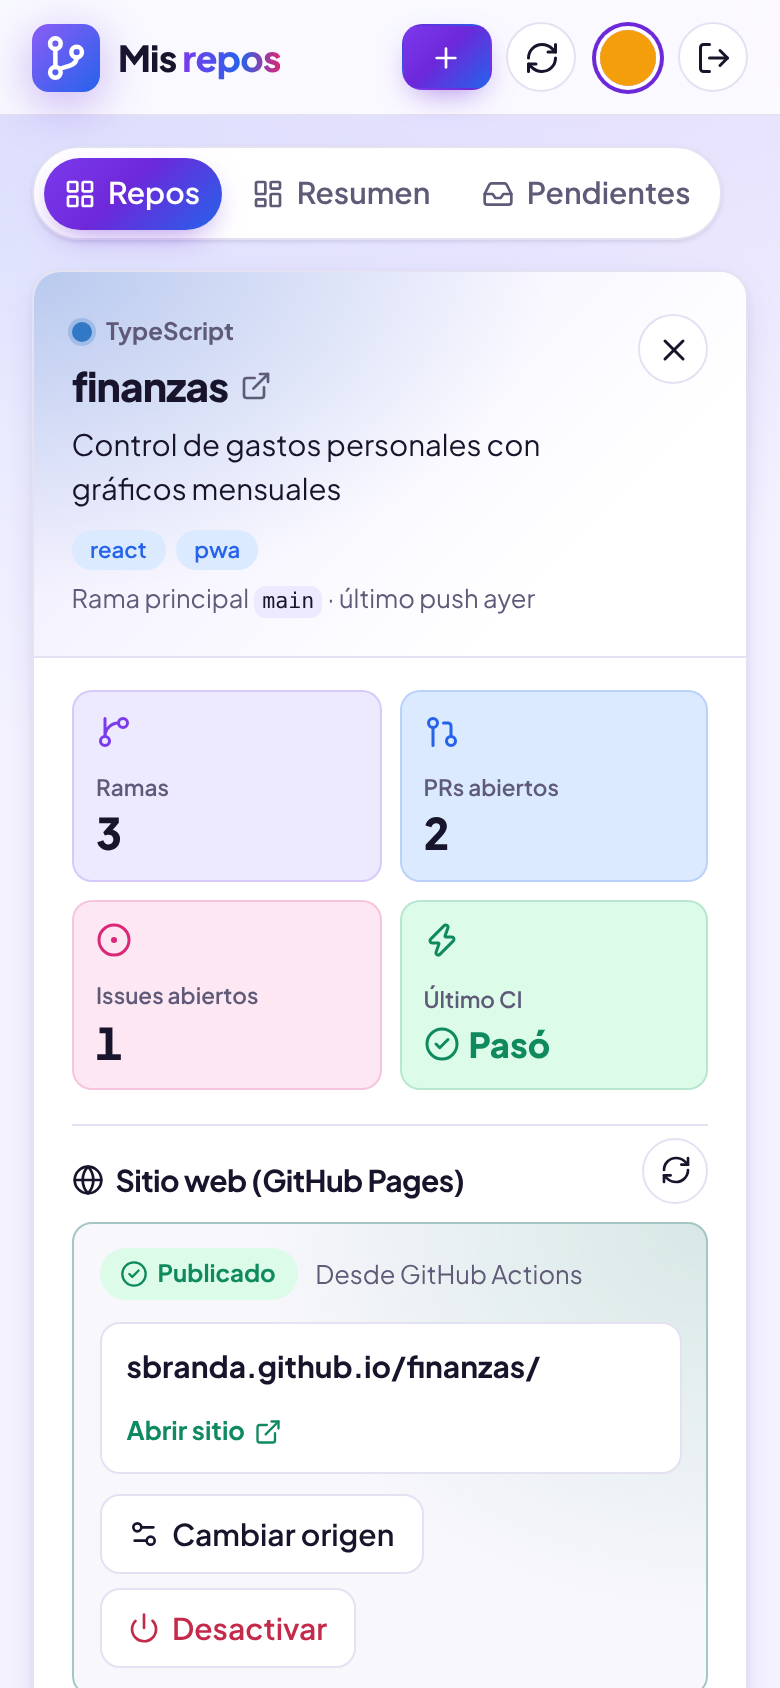 Mis repos
Repos
Resumen
Pendientes
TypeScript
finanzas
Control de gastos personales con
gráficos mensuales
react
pwa
Rama principal main · último push ayer
Ramas
3
PRs abiertos
2
Issues abiertos
1
Último CI
Pasó
Sitio web (GitHub Pages)
Publicado
Desde GitHub Actions
sbranda.github.io/finanzas/
Abrir sitio
Cambiar origen
Desactivar